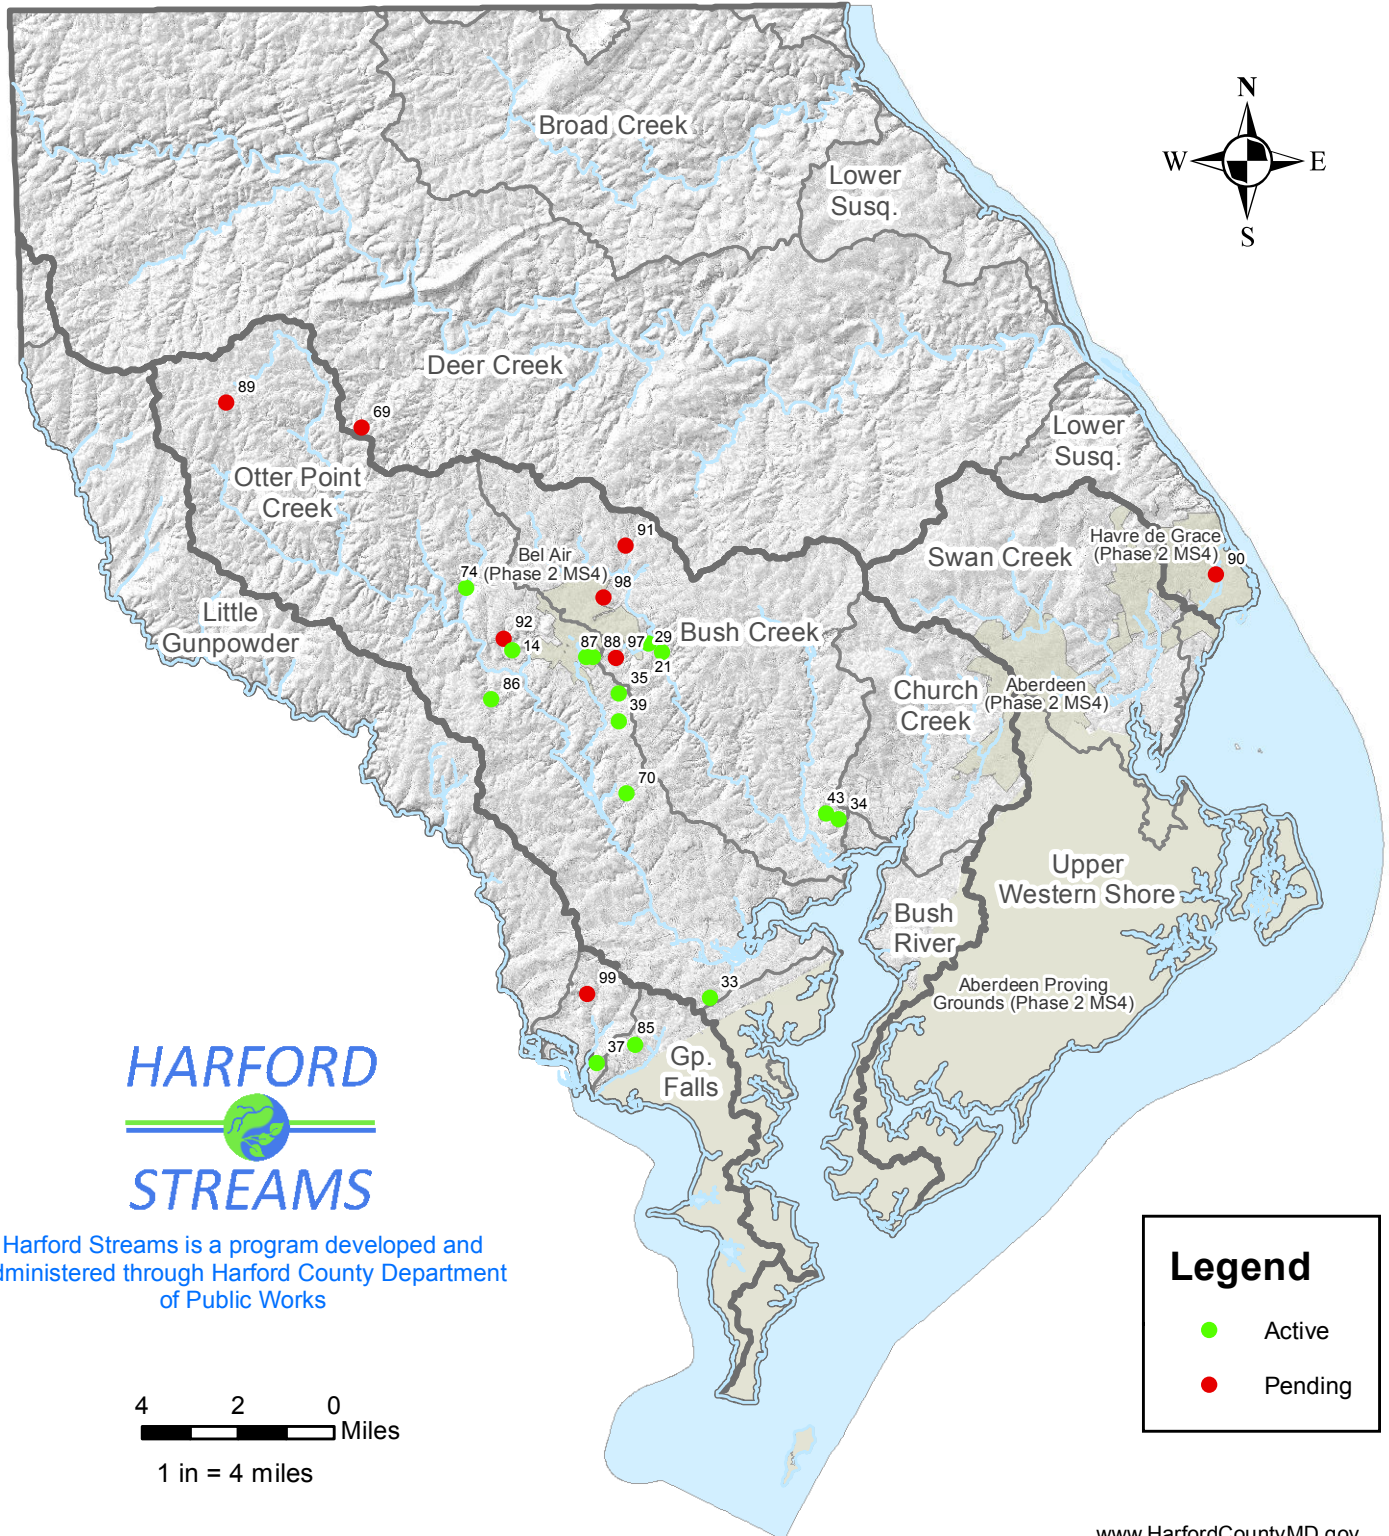 N
W E
S
Broad Creek
Lower
Susq.
Deer Creek
89
69
Otter Point
Creek
Lower
Susq.
91
Bel Air
(Phase 2 MS4)
74
98
Swan Creek
Havre de Grace
(Phase 2 MS4)
90
Little
Gunpowder
92
14
87 88 97 29
21
Bush Creek
86
35
39
Church
Creek
Aberdeen
(Phase 2 MS4)
70
43 34
Upper
Western Shore
Bush
River
99
33
Aberdeen Proving
Grounds (Phase 2 MS4)
85
37
Gp.
Falls
HARFORD
STREAMS
Harford Streams is a program developed and
dministered through Harford County Department
of Public Works
4 2 0
Miles
1 in = 4 miles
Legend
Active
Pending
www.HarfordCountyMD.gov